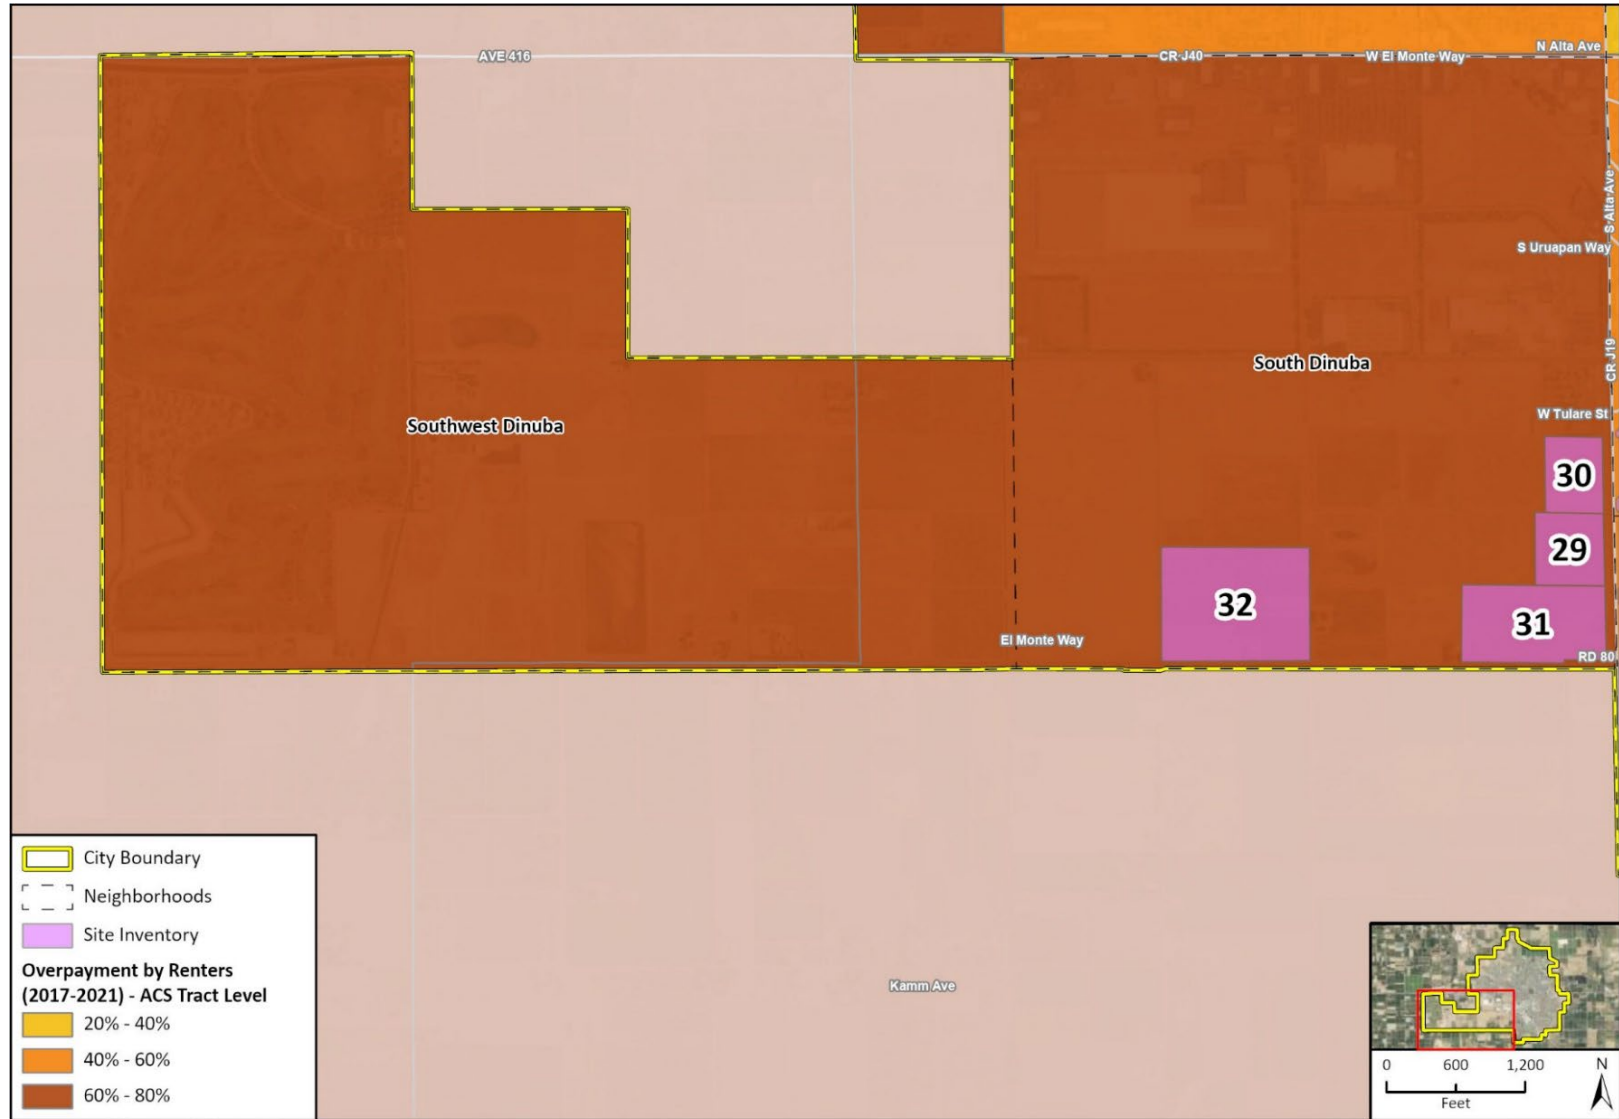 N Alta Ave
AVE 416
CR J40
W El Monte Way
S Alta Ave
S Uruapan Way
South Dinuba
CR J19
W Tulare St
Southwest Dinuba
30
29
32
31
El Monte Way
RD 80
Kamm Ave
City Boundary
Neighborhoods
Site Inventory
Overpayment by Renters
(2017-2021) - ACS Tract Level
20% - 40%
40% - 60%
60% - 80%
0 600 1,200
Feet
N